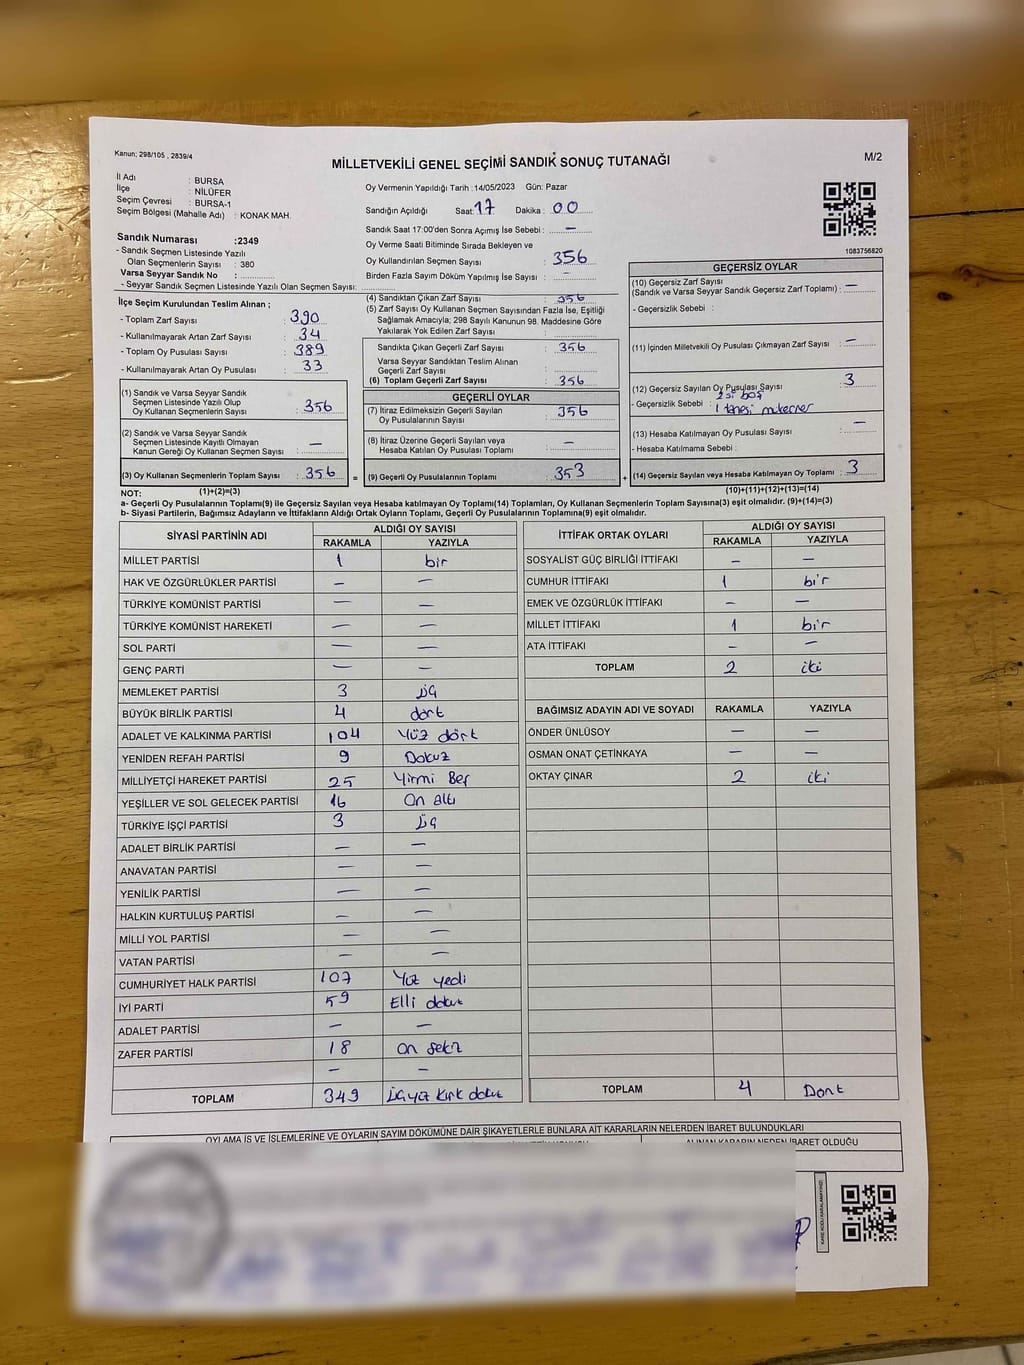 Kanun; 298/105 , 2839/4
MİLLETVEKİLİ GENEL SEÇİMİ SANDIK SONUÇ TUTANAĞI
M/2
İl Adı : BURSA
İlçe : NİLÜFER
Seçim Çevresi : BURSA-1
Seçim Bölgesi (Mahalle Adı) : KONAK MAH.
Sandık Numarası :2349
- Sandık Seçmen Listesinde Yazılı
Olan Seçmenlerin Sayısı : 380
Varsa Seyyar Sandık No :
- Seyyar Sandık Seçmen Listesinde Yazılı Olan Seçmen Sayısı:
Oy Vermenin Yapıldığı Tarih :14/05/2023 Gün: Pazar
Sandığın Açıldığı Saat: 17 Dakika : 00
Sandık Saat 17:00'den Sonra Açımış İse Sebebi : —
Oy Verme Saati Bitiminde Sırada Bekleyen ve
Oy Kullandırılan Seçmen Sayısı : 356
Birden Fazla Sayım Döküm Yapılmış İse Sayısı : -
1083756820
İlçe Seçim Kurulundan Teslim Alınan ;
- Toplam Zarf Sayısı : 390
- Kullanılmayarak Artan Zarf Sayısı : 34
- Toplam Oy Pusulası Sayısı : 389
- Kullanılmayarak Artan Oy Pusulası : 33
(1) Sandık ve Varsa Seyyar Sandık
Seçmen Listesinde Yazılı Olup
Oy Kullanan Seçmenlerin Sayısı : 356
(2) Sandık ve Varsa Seyyar Sandık
Seçmen Listesinde Kayıtlı Olmayan
Kanun Gereği Oy Kullanan Seçmen Sayısı : —
(3) Oy Kullanan Seçmenlerin Toplam Sayısı : 356 =
(4) Sandıktan Çıkan Zarf Sayısı : 356
(5) Zarf Sayısı Oy Kullanan Seçmen Sayısından Fazla İse, Eşitliği
Sağlamak Amacıyla; 298 Sayılı Kanunun 98. Maddesine Göre
Yakılarak Yok Edilen Zarf Sayısı :
Sandıkta Çıkan Geçerli Zarf Sayısı : 356
Varsa Seyyar Sandıktan Teslim Alınan
Geçerli Zarf Sayısı :
(6) Toplam Geçerli Zarf Sayısı : 356
GEÇERLİ OYLAR
(7) İtiraz Edilmeksizin Geçerli Sayılan
Oy Pusulalarının Sayısı : 356
(8) İtiraz Üzerine Geçerli Sayılan veya
Hesaba Katılan Oy Pusulası Toplamı : —
(9) Geçerli Oy Pusulalarının Toplamı : 353 +
GEÇERSİZ OYLAR
(10) Geçersiz Zarf Sayısı
(Sandık ve Varsa Seyyar Sandık Geçersiz Zarf Toplamı) : —
- Geçersizlik Sebebi :
(11) İçinden Milletvekili Oy Pusulası Çıkmayan Zarf Sayısı : —
(12) Geçersiz Sayılan Oy Pusulası Sayısı : 3
- Geçersizlik Sebebi : 2si boş
1 tanesi mükerrer
(13) Hesaba Katılmayan Oy Pusulası Sayısı : —
- Hesaba Katılmama Sebebi :
(14) Geçersiz Sayılan veya Hesaba Katılmayan Oy Toplamı : 3
NOT: (1)+(2)=(3) (10)+(11)+(12)+(13)=(14)
a- Geçerli Oy Pusulalarının Toplamı(9) ile Geçersiz Sayılan veya Hesaba katılmayan Oy Toplamı(14) Toplamları, Oy Kullanan Seçmenlerin Toplam Sayısına(3) eşit olmalıdır. (9)+(14)=(3)
b- Siyasi Partilerin, Bağımsız Adayların ve İttifakların Aldığı Ortak Oyların Toplamı, Geçerli Oy Pusulalarının Toplamına(9) eşit olmalıdır.
SİYASİ PARTİNİN ADI ALDIĞI OY SAYISI
RAKAMLA YAZIYLA
MİLLET PARTİSİ 1 bir
HAK VE ÖZGÜRLÜKLER PARTİSİ — —
TÜRKİYE KOMÜNİST PARTİSİ — —
TÜRKİYE KOMÜNİST HAREKETİ — —
SOL PARTİ — —
GENÇ PARTİ — —
MEMLEKET PARTİSİ 3 üç
BÜYÜK BİRLİK PARTİSİ 4 dört
ADALET VE KALKINMA PARTİSİ 104 Yüz dört
YENİDEN REFAH PARTİSİ 9 Dokuz
MİLLİYETÇİ HAREKET PARTİSİ 25 Yirmi Beş
YEŞİLLER VE SOL GELECEK PARTİSİ 16 On altı
TÜRKİYE İŞÇİ PARTİSİ 3 üç
ADALET BİRLİK PARTİSİ — —
ANAVATAN PARTİSİ — —
YENİLİK PARTİSİ — —
HALKIN KURTULUŞ PARTİSİ — —
MİLLİ YOL PARTİSİ — —
VATAN PARTİSİ — —
CUMHURİYET HALK PARTİSİ 107 Yüz yedi
İYİ PARTİ 59 Elli dokuz
ADALET PARTİSİ — —
ZAFER PARTİSİ 18 on sekiz
— —
TOPLAM 349 üçyüz kırk dokuz
İTTİFAK ORTAK OYLARI ALDIĞI OY SAYISI
RAKAMLA YAZIYLA
SOSYALİST GÜÇ BİRLİĞİ İTTİFAKI — —
CUMHUR İTTİFAKI 1 bir
EMEK VE ÖZGÜRLÜK İTTİFAKI — —
MİLLET İTTİFAKI 1 bir
ATA İTTİFAKI — —
TOPLAM 2 iki
BAĞIMSIZ ADAYIN ADI VE SOYADI RAKAMLA YAZIYLA
ÖNDER ÜNLÜSOY — —
OSMAN ONAT ÇETİNKAYA — —
OKTAY ÇINAR 2 iki
TOPLAM 4 Dört
OYLAMA İŞ VE İŞLEMLERİNE VE OYLARIN SAYIM DÖKÜMÜNE DAİR ŞİKAYETLERLE BUNLARA AİT KARARLARIN NELERDEN İBARET BULUNDUKLARI
ALINAN KARARIN NEDEN İBARET OLDUĞU